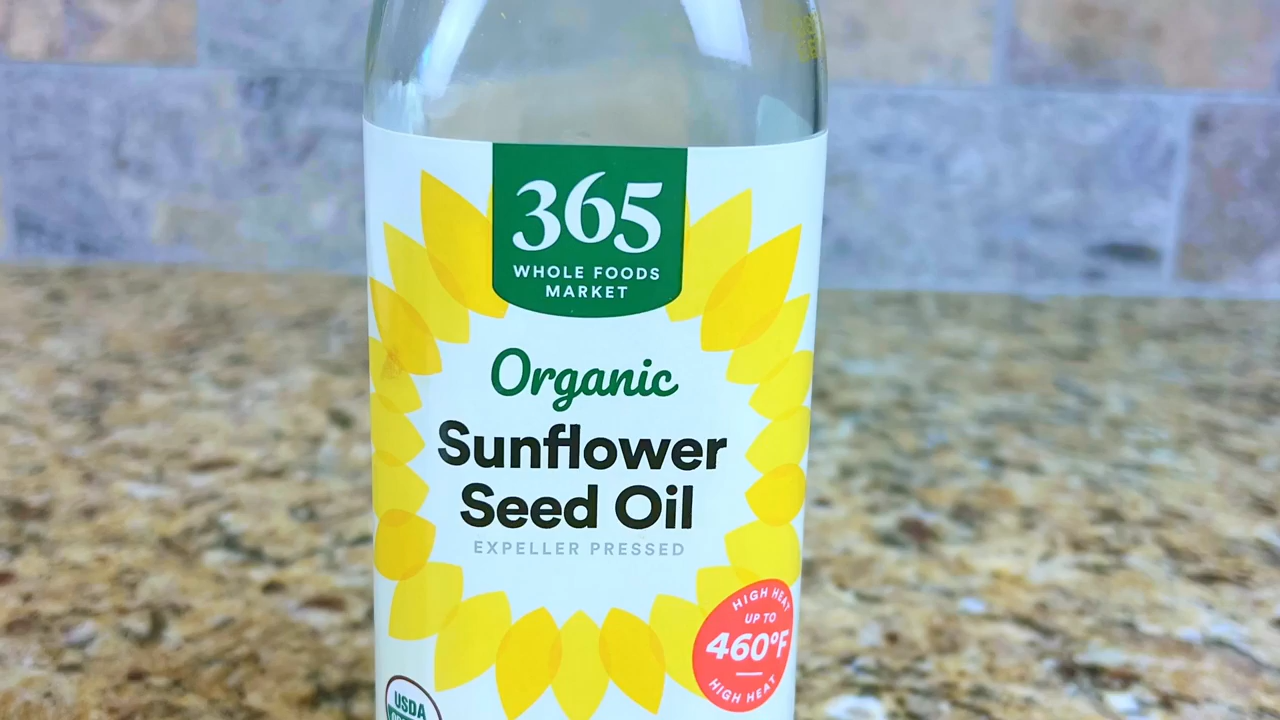 365
WHOLE FOODS
MARKET
Organic
Sunflower
Seed Oil
EXPELLER PRESSED
HIGH HEAT
UP TO
460°F
HIGH HEAT
USDA